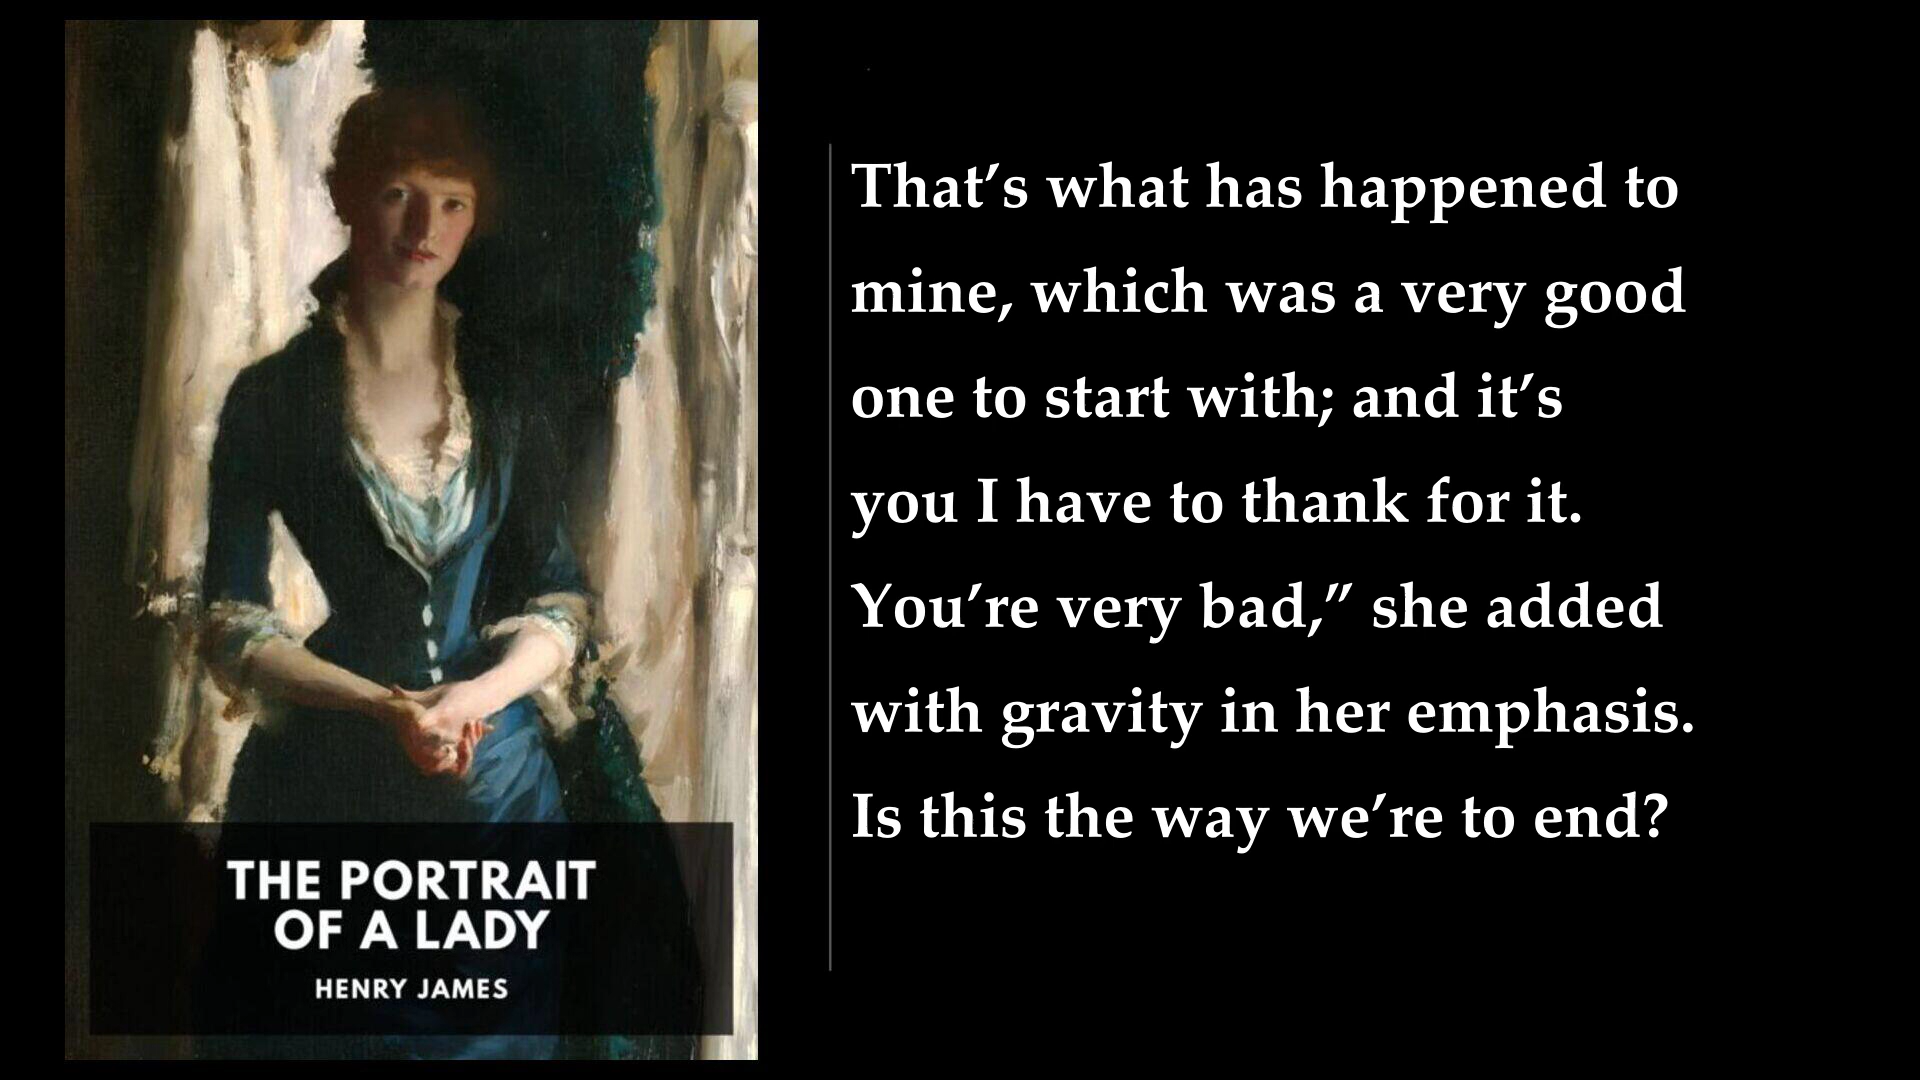 THE PORTRAIT
OF A LADY
HENRY JAMES
That’s what has happened to
mine, which was a very good
one to start with; and it’s
you I have to thank for it.
You’re very bad,” she added
with gravity in her emphasis.
Is this the way we’re to end?